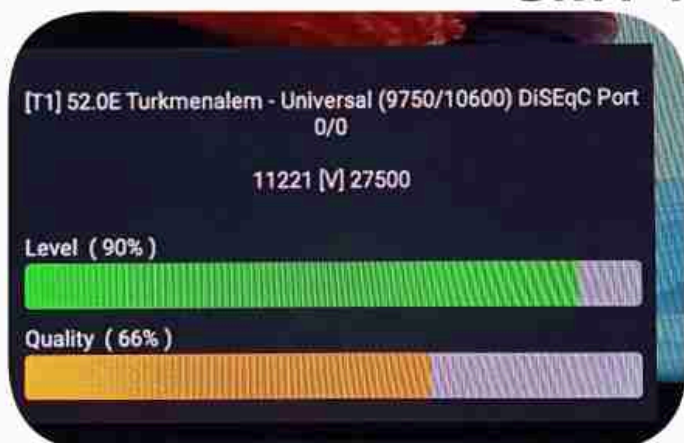 [T1] 52.0E Turkmenalem - Universal (9750/10600) DiSEqC Port
0/0
11221 [V] 27500
Level ( 90% )
Quality ( 66% )